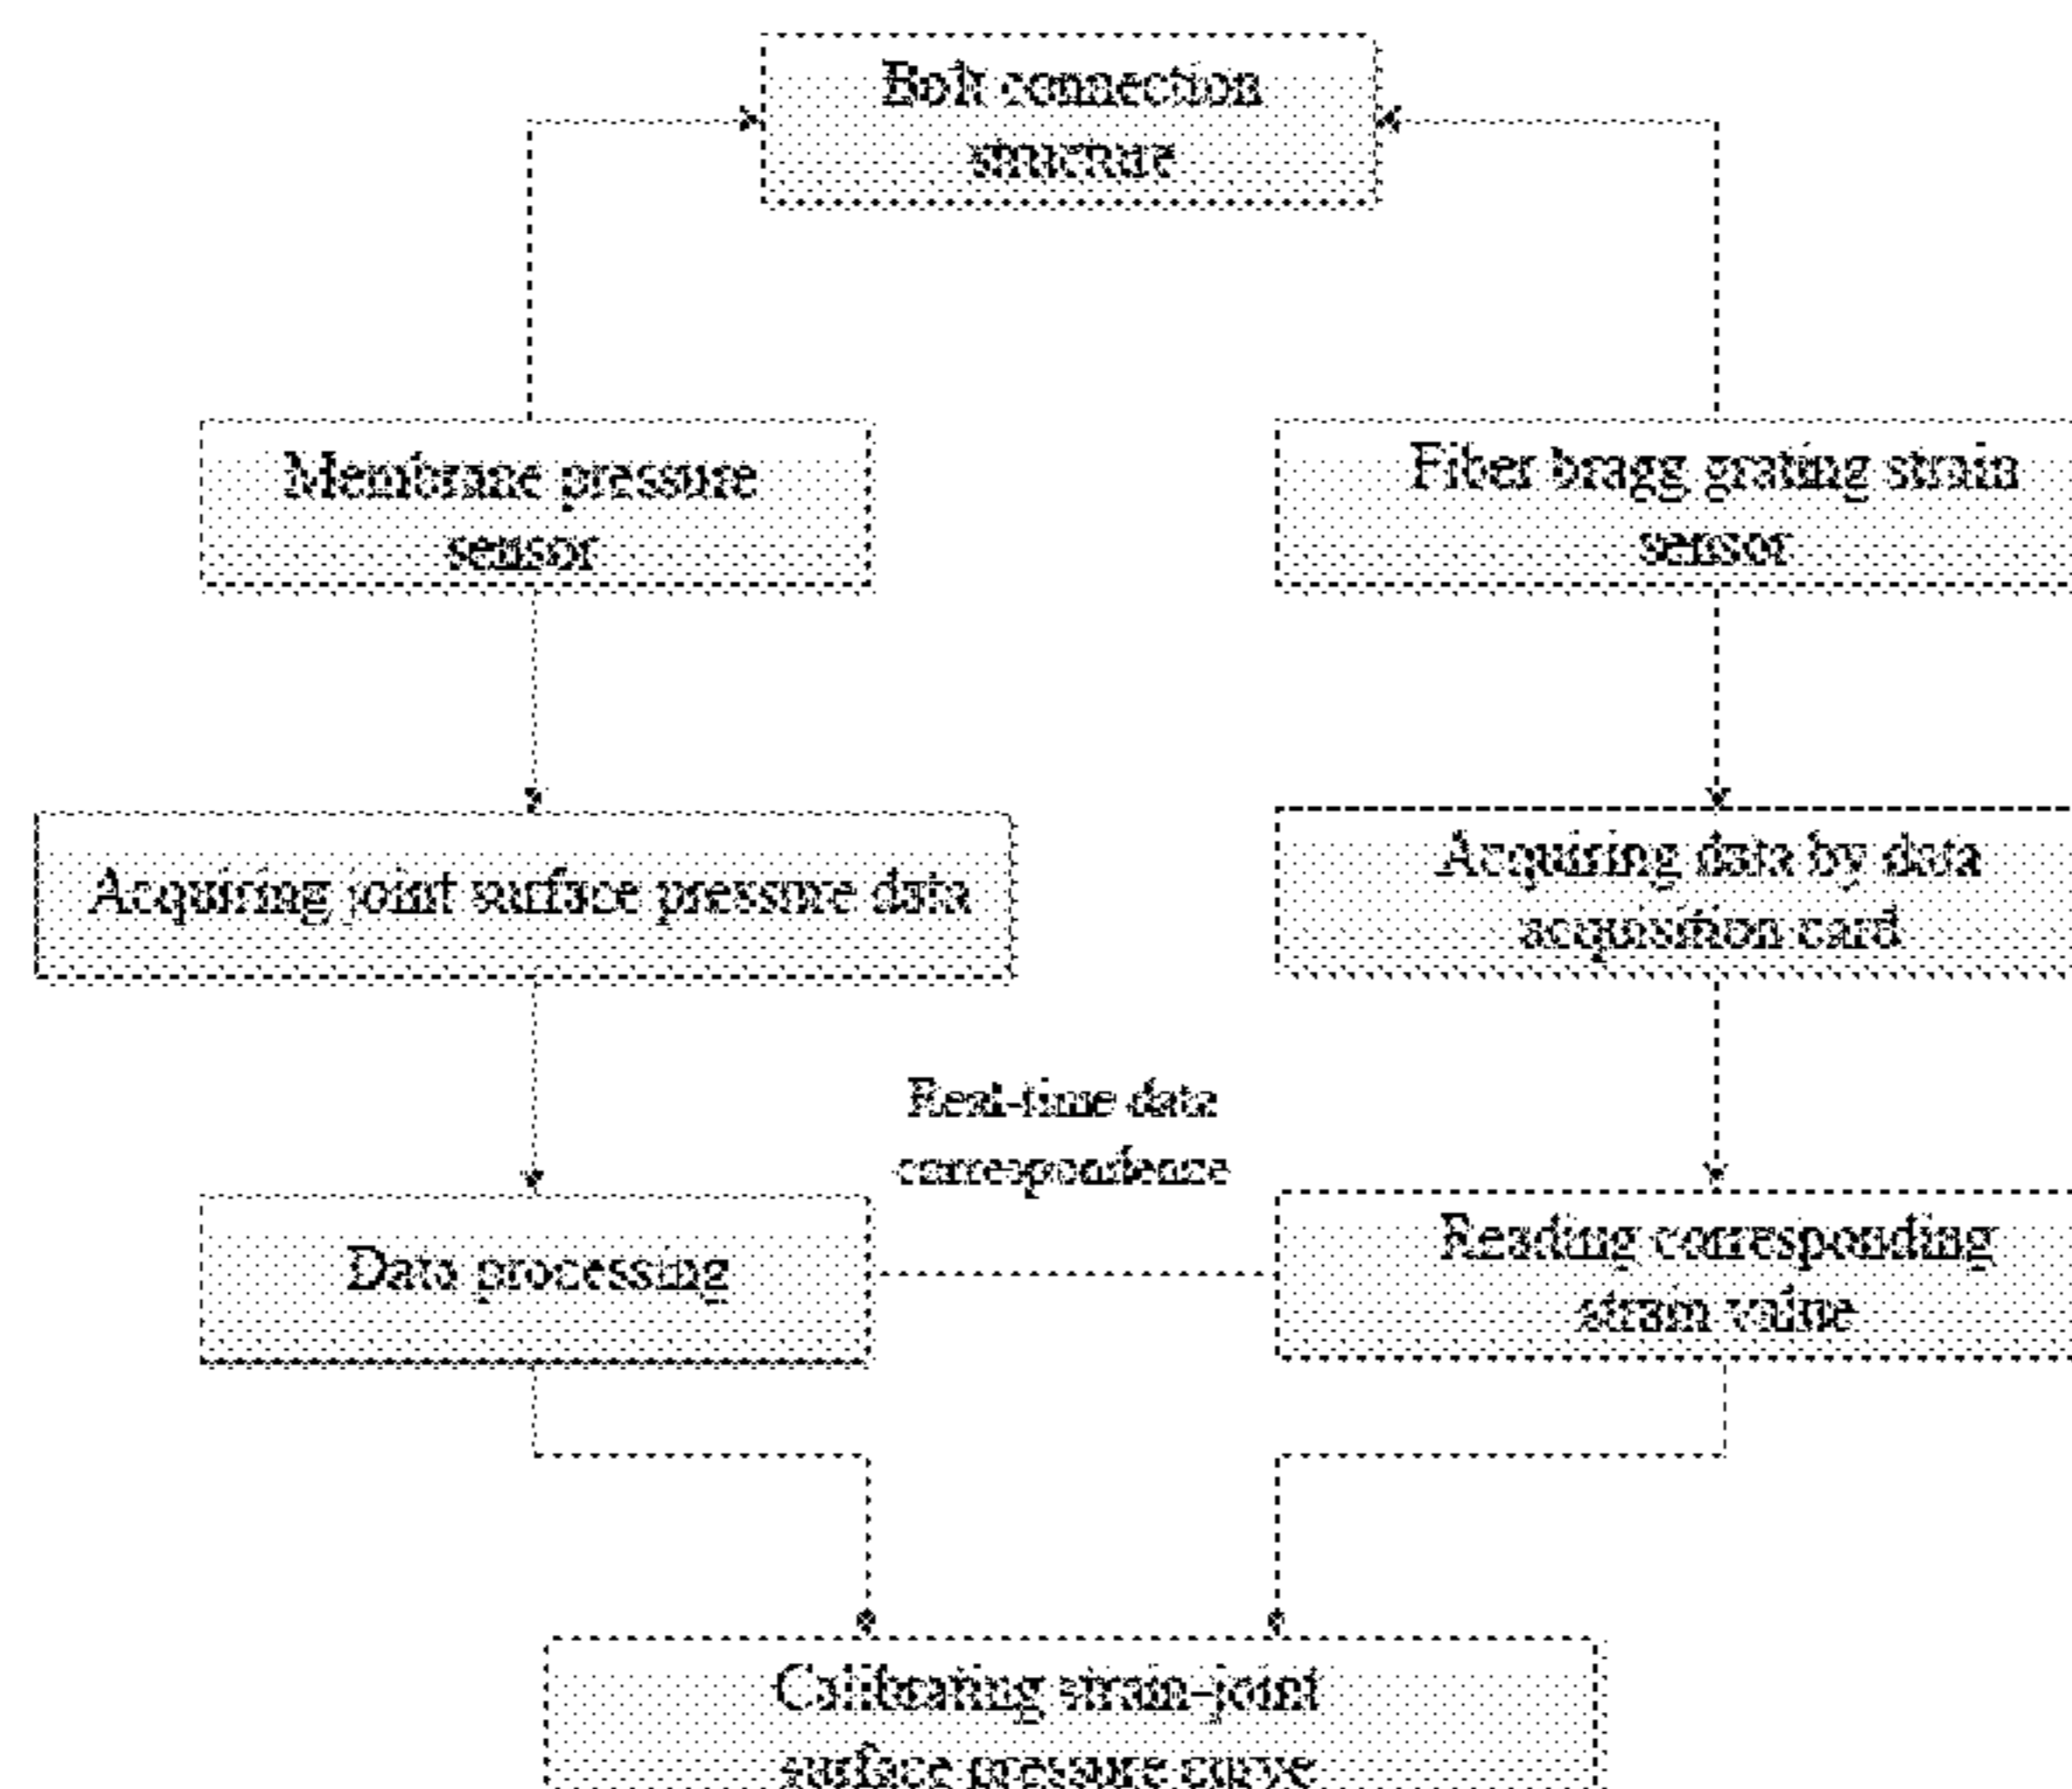 Bolt connection
structure
Membrane pressure
sensor
Fiber bragg grating strain
sensor
Acquiring joint surface pressure data
Acquiring data by data
acquisition card
Real-time data
correspondence
Data processing
Reading corresponding
strain value
Calibrating strain-joint
surface pressure curve